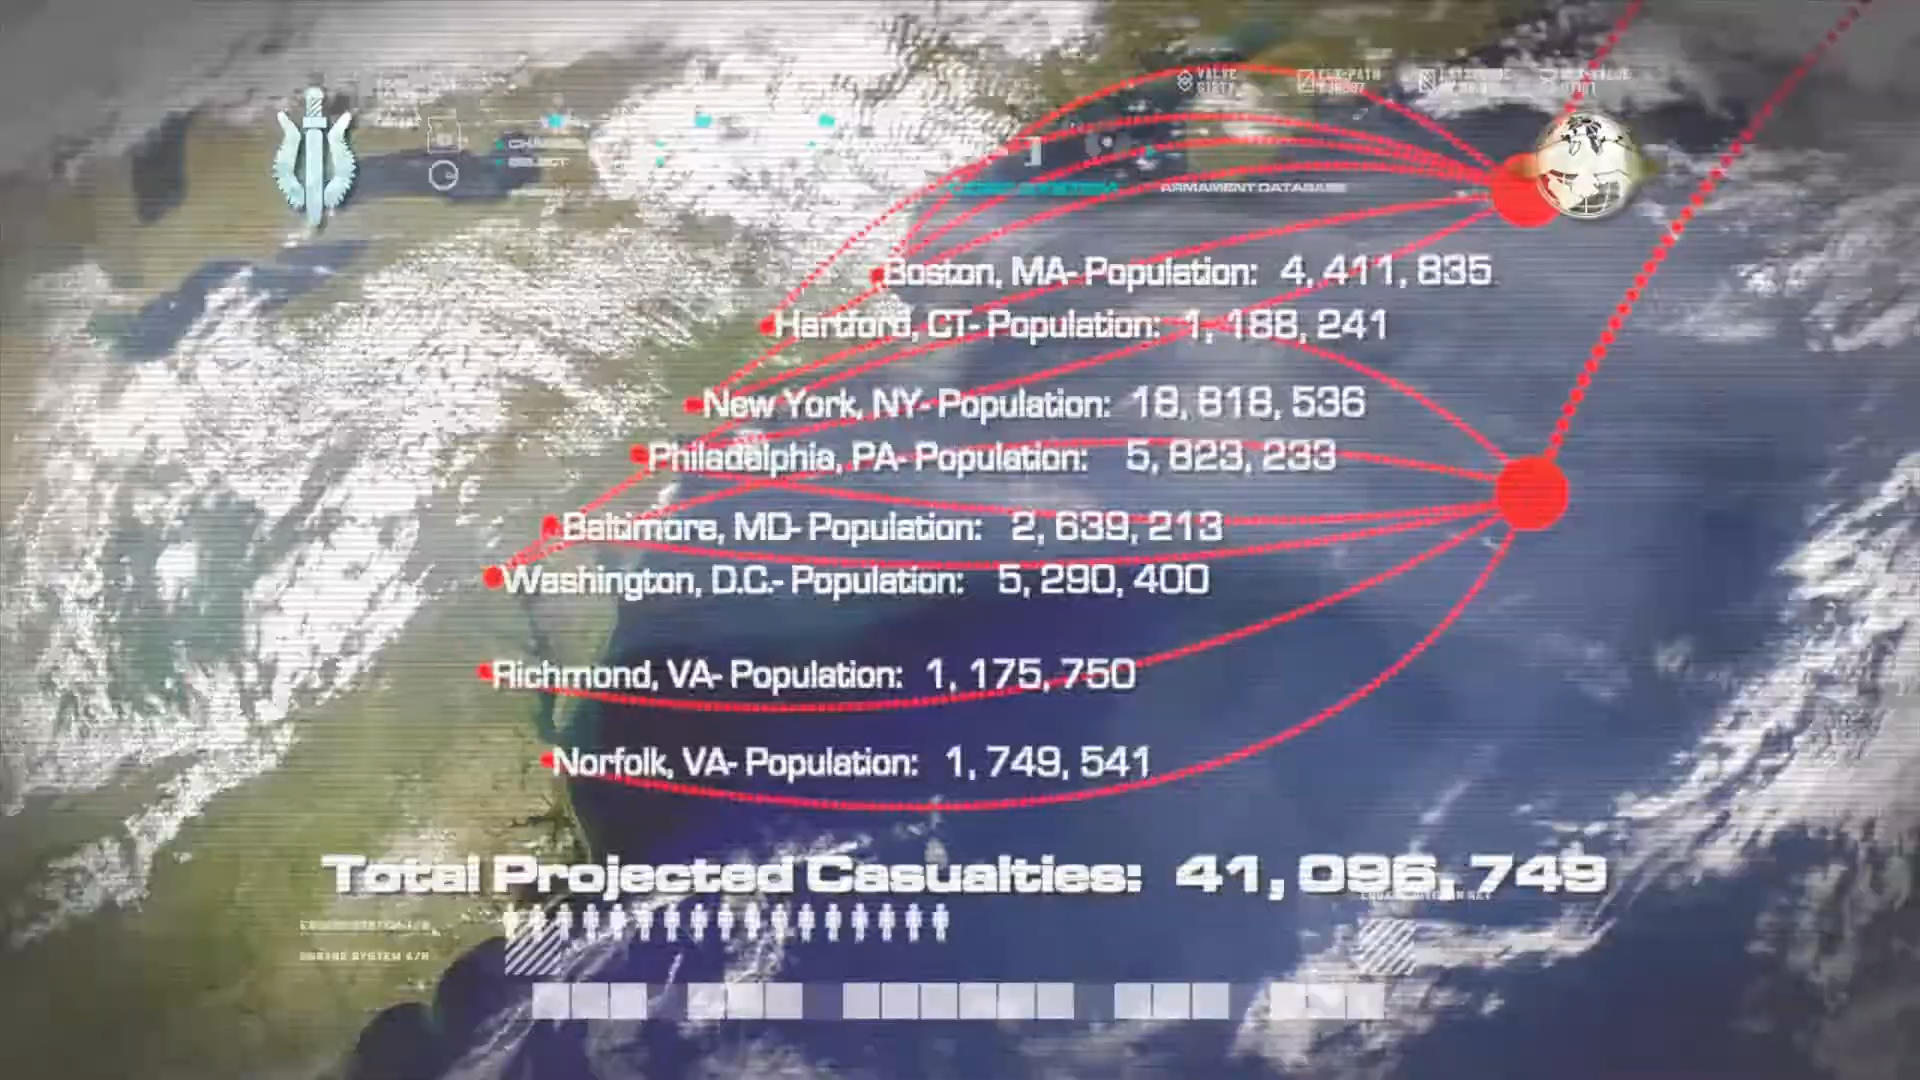 SELECT
ARMAMENT DATABASE
Boston, MA- Population: 4, 411, 835
Hartford, CT- Population: 1, 188, 241
New York, NY- Population: 18, 818, 536
Philadelphia, PA- Population: 5, 823, 233
Baltimore, MD- Population: 2, 639, 213
Washington, D.C.- Population: 5, 290, 400
Richmond, VA- Population: 1, 175, 750
Norfolk, VA- Population: 1, 749, 541
Total Projected Casualties: 41, 096, 749